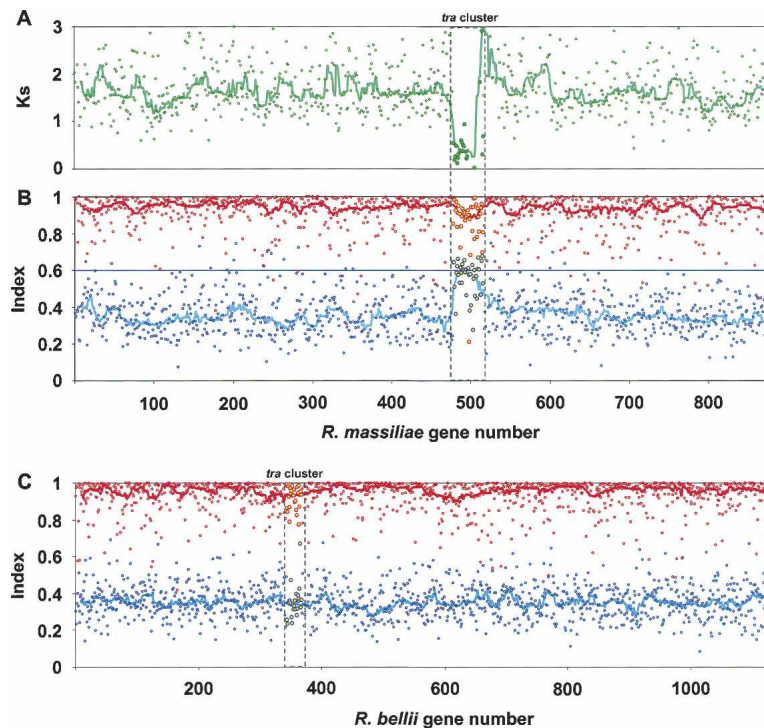 A
tra cluster
3
2
1
0
Ks
B
1
0.8
0.6
0.4
0.2
0
Index
100 200 300 400 500 600 700 800
R. massiliae gene number
C
tra cluster
1
0.8
0.6
0.4
0.2
0
Index
200 400 600 800 1000
R. bellii gene number